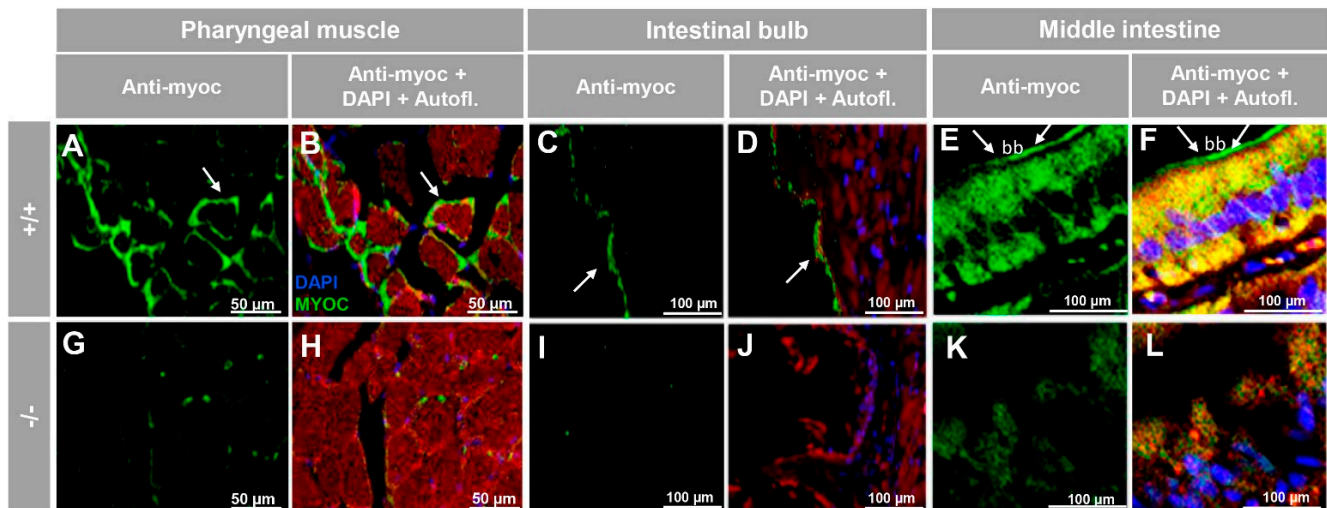 Pharyngeal muscle
Intestinal bulb
Middle intestine
Anti-myoc
Anti-myoc +
DAPI + Autofl.
Anti-myoc
Anti-myoc +
DAPI + Autofl.
Anti-myoc
Anti-myoc +
DAPI + Autofl.
+/+
A
50 µm
B
DAPI
MYOC
50 µm
C
100 µm
D
100 µm
E
bb
100 µm
F
bb
100 µm
-/-
G
50 µm
H
50 µm
I
100 µm
J
100 µm
K
100 µm
L
100 µm